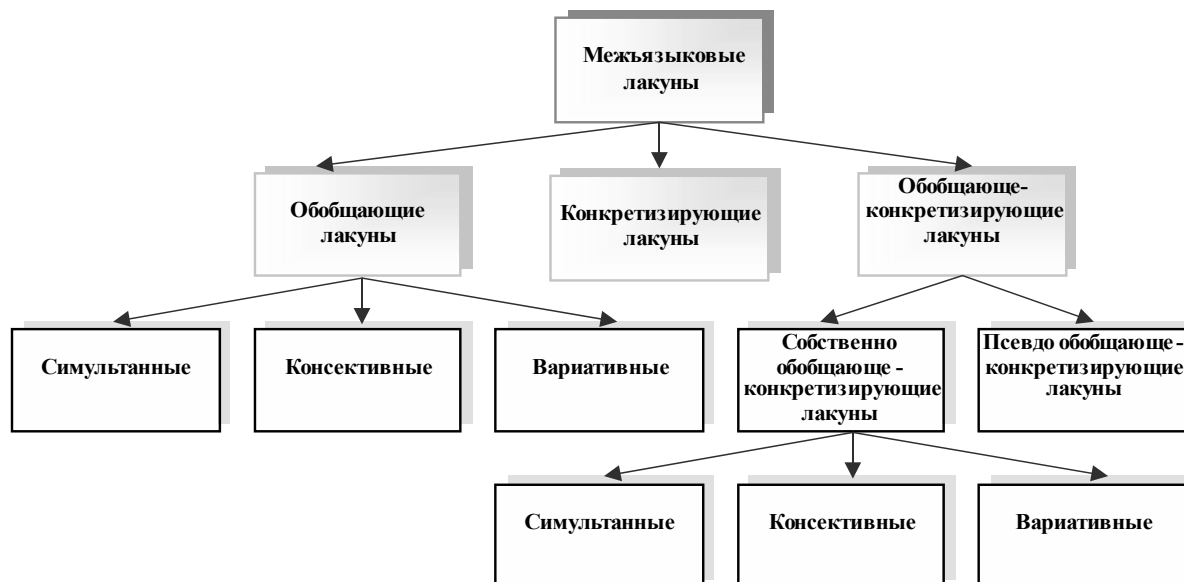 Межъязыковые
лакуны
Обобщающие
лакуны
Конкретизирующие
лакуны
Обобщающе-
конкретизирующие
лакуны
Симультанные
Консективные
Вариативные
Собственно
обобщающе -
конкретизирующие
лакуны
Псевдо обобщающе -
конкретизирующие
лакуны
Симультанные
Консективные
Вариативные